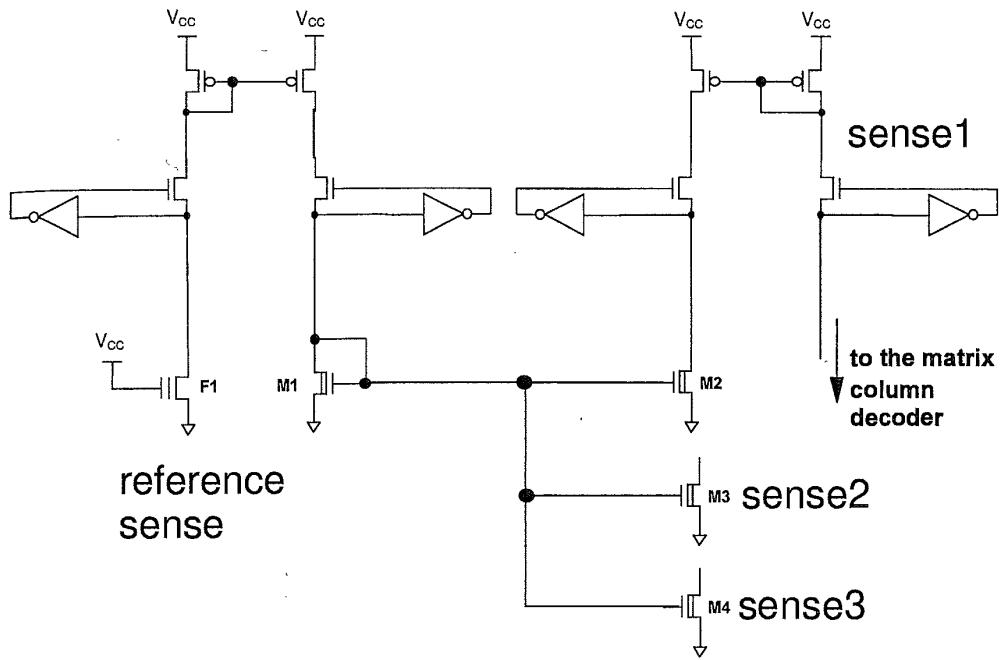 Vcc
Vcc
Vcc
Vcc
sense1
Vcc
F1
M1
M2
to the matrix
column
decoder
reference
sense
M3
sense2
M4
sense3